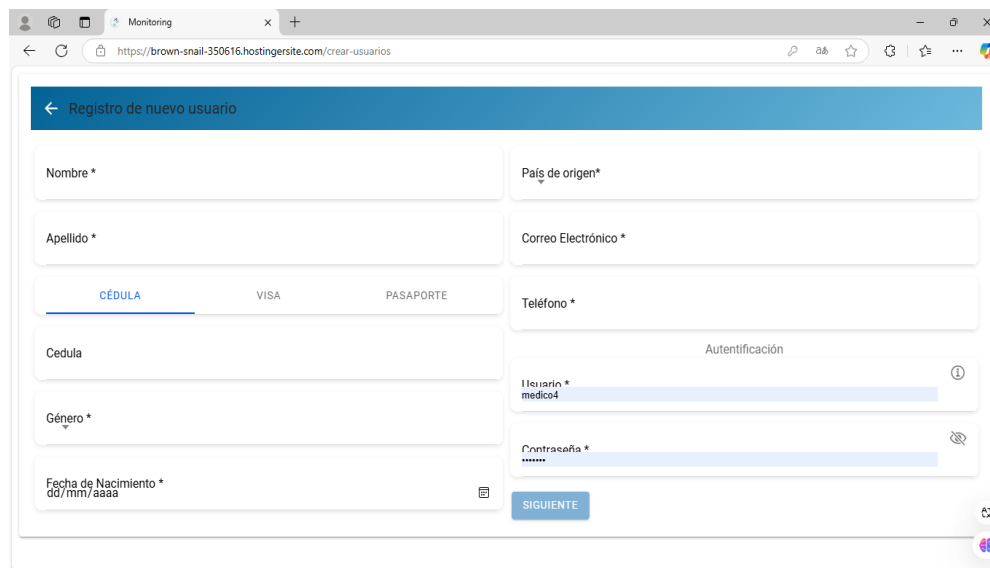 Monitoring
https://brown-snail-350616.hostingersite.com/crear-usuarios
Registro de nuevo usuario
Nombre *
Apellido *
CÉDULA VISA PASAPORTE
Cedula
Género *
Fecha de Nacimiento *
dd/mm/aaaa
País de origen*
Correo Electrónico *
Teléfono *
Autentificación
Usuario *
medico4
Contraseña *
•••••••
SIGUIENTE